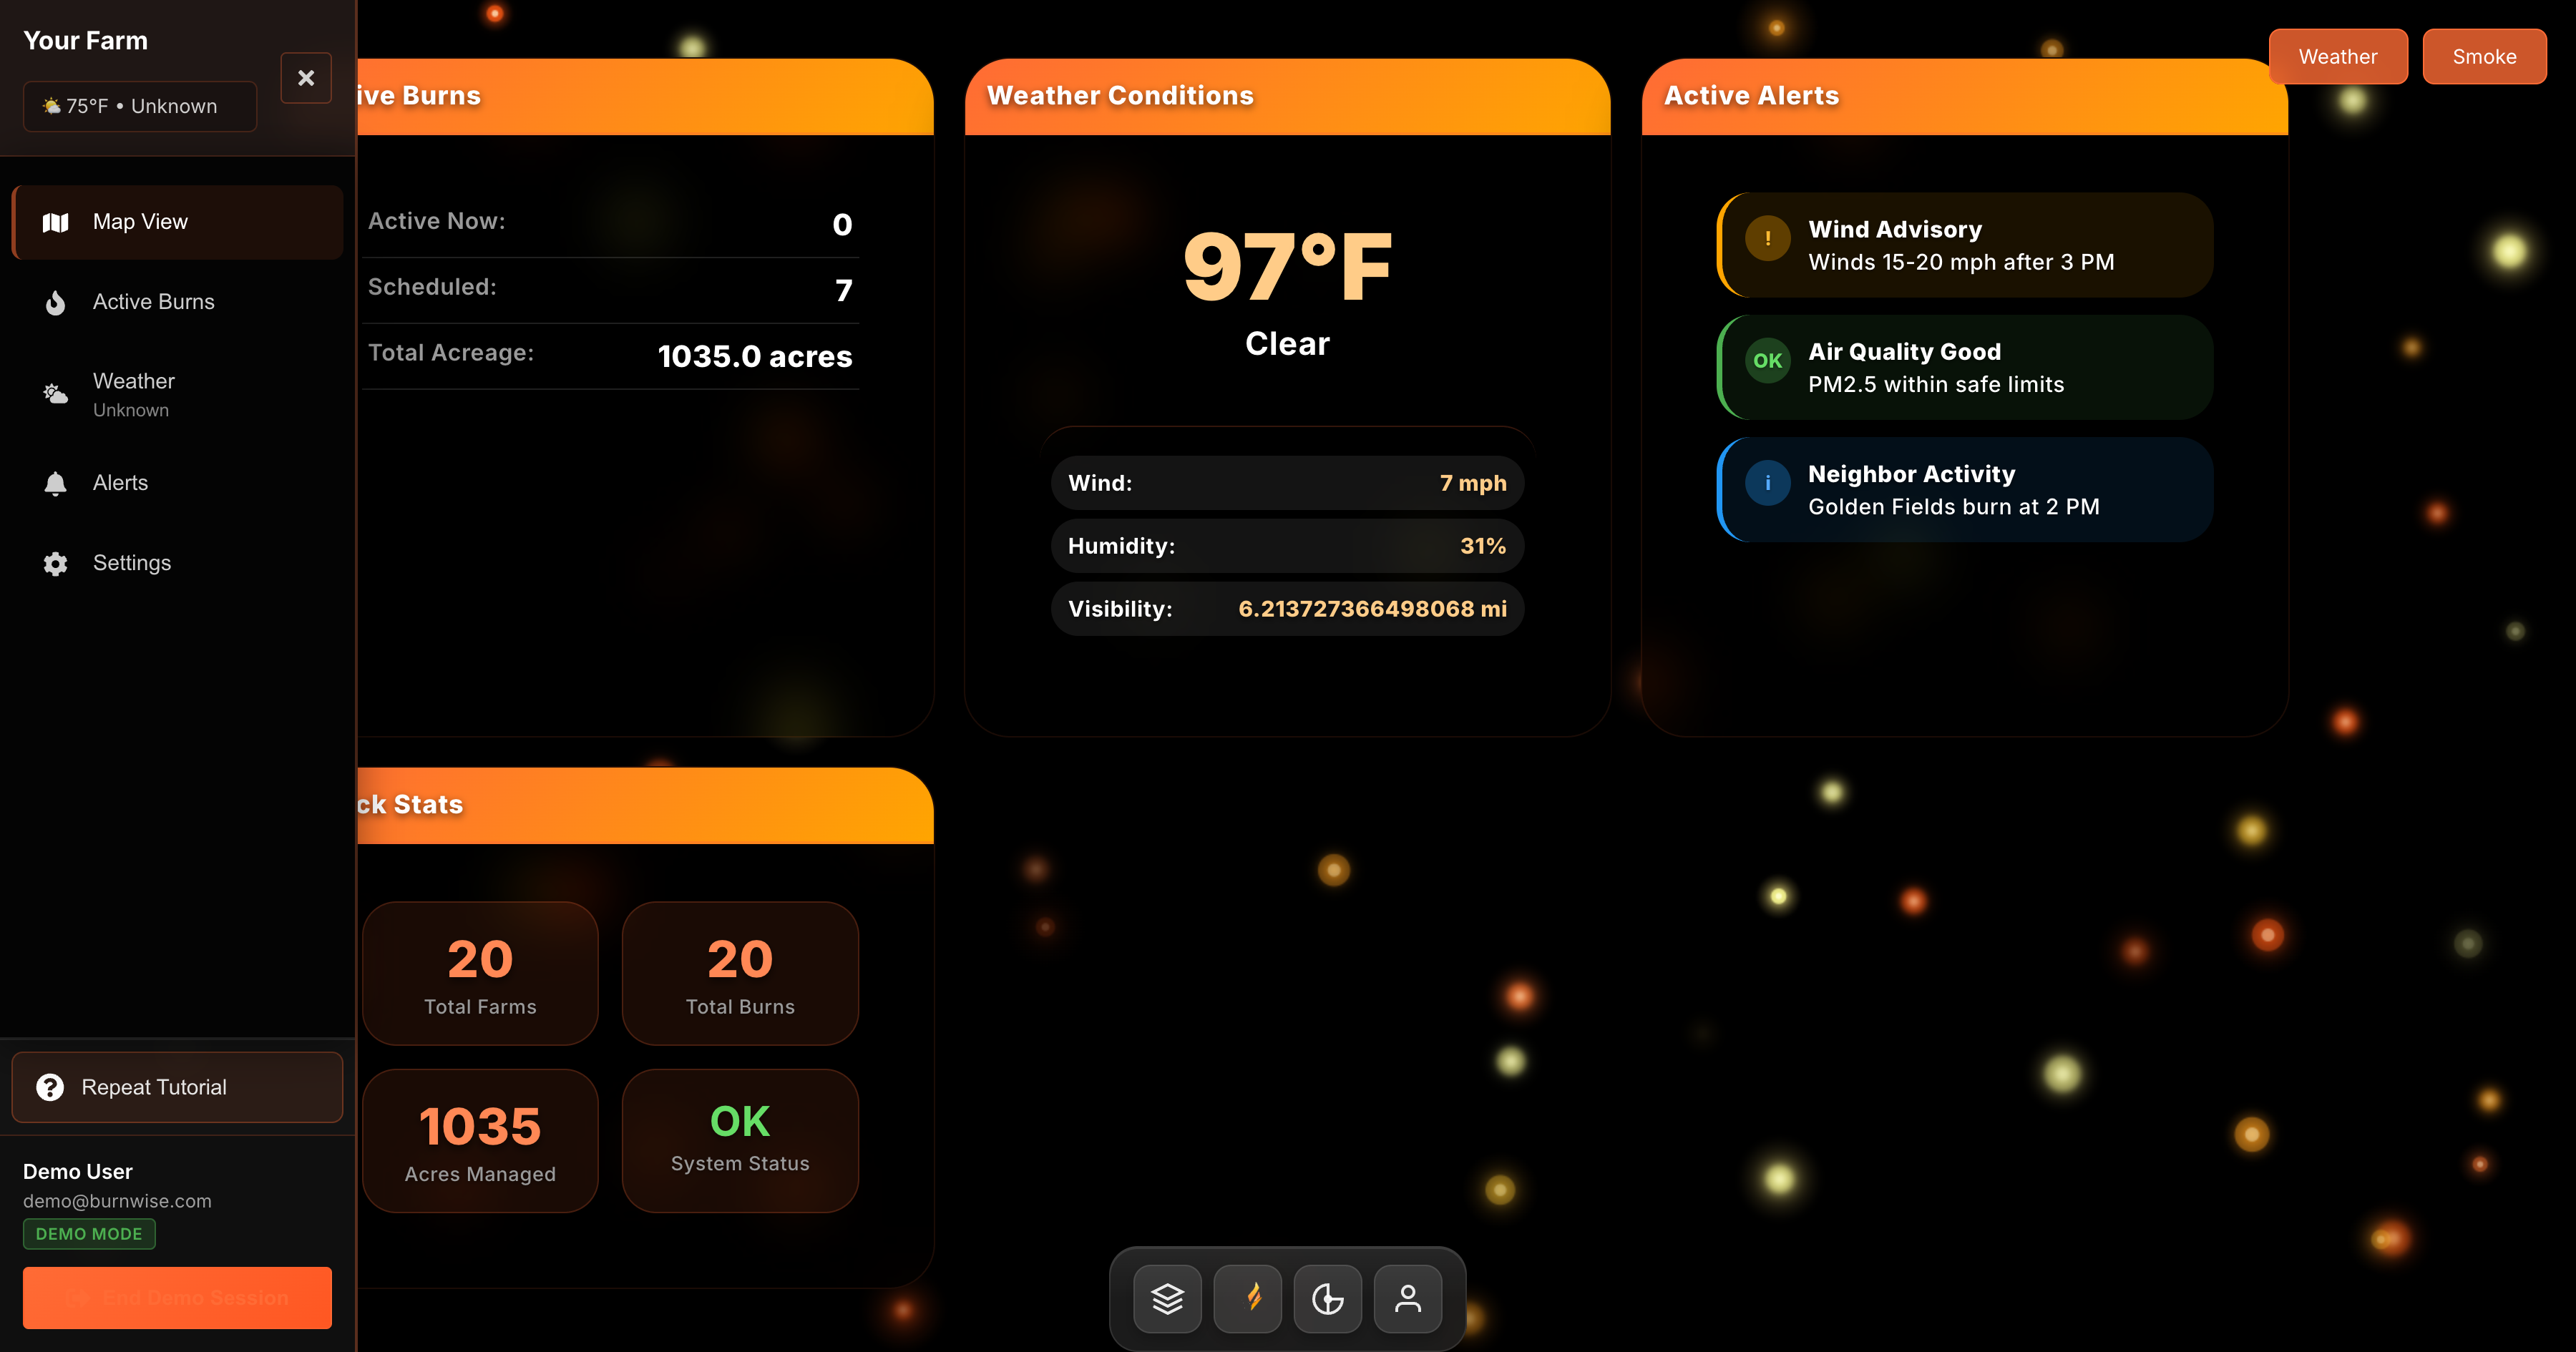 Your Farm
75°F • Unknown
Map View
Active Burns
Weather
Unknown
Alerts
Settings
Repeat Tutorial
Demo User
demo@burnwise.com
DEMO MODE
End Demo Session
ive Burns
Active Now: 0
Scheduled: 7
Total Acreage: 1035.0 acres
Weather Conditions
97°F
Clear
Wind: 7 mph
Humidity: 31%
Visibility: 6.213727366498068 mi
Active Alerts
! Wind Advisory
Winds 15-20 mph after 3 PM
OK Air Quality Good
PM2.5 within safe limits
i Neighbor Activity
Golden Fields burn at 2 PM
Weather Smoke
ck Stats
20 20
Total Farms Total Burns
1035 OK
Acres Managed System Status